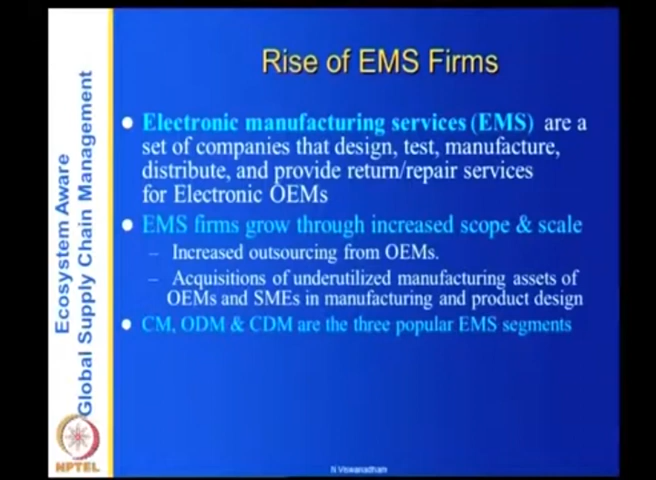 Rise of EMS Firms
Electronic manufacturing services (EMS) are a
set of companies that design, test, manufacture,
distribute, and provide return/repair services
for Electronic OEMs
EMS firms grow through increased scope & scale
– Increased outsourcing from OEMs.
– Acquisitions of underutilized manufacturing assets of
OEMs and SMEs in manufacturing and product design
CM, ODM & CDM are the three popular EMS segments
Ecosystem Aware
Global Supply Chain Management
NPTEL
N Viswanadham